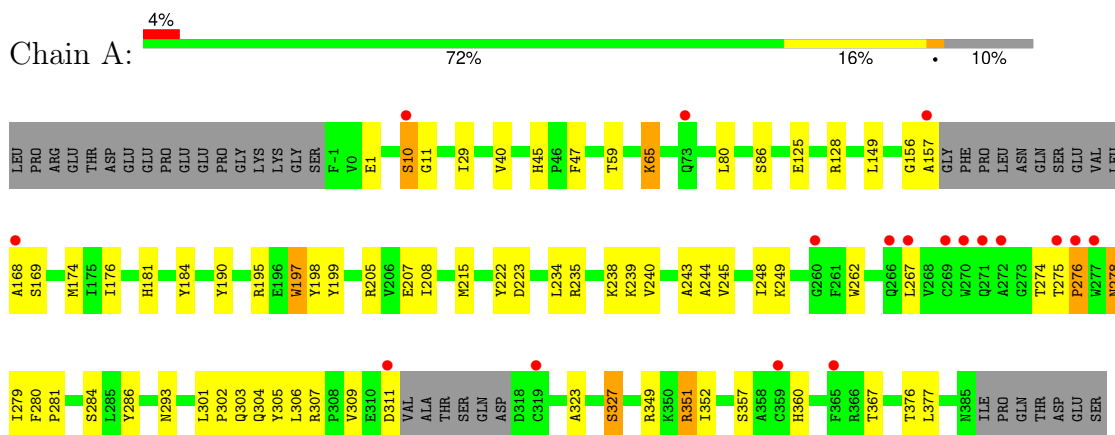 4%
Chain A:
72% 16% • 10%
LEU PRO ARG GLU THR ASP GLU GLU PRO GLU GLU PRO GLY LYS LYS GLY SER F-1 V0 E1 S10 G11 I29 V40 H45 P46 F47 T59 K65 Q73 L80 S86 E125 R128 L149 G156 A157 GLY PHE PRO LEU ASN GLN SER GLU VAL LEU
A168 S169 M174 I175 I176 H181 Y184 Y190 R195 E196 W197 Y198 Y199 R205 V206 E207 I208 M215 Y222 D223 L234 R235 K238 K239 V240 A243 A244 V245 I248 K249 G260 F261 W262 Q266 L267 V268 C269 W270 Q271 A272 G273 T274 T275 P276 W277 N278
I279 F280 P281 S284 L285 Y286 N293 L301 P302 Q303 Q304 Y305 L306 R307 P308 V309 E310 D311 VAL ALA THR SER GLN ASP D318 C319 A323 S327 R349 K350 R351 I352 S357 A358 C359 H360 F365 R366 T367 T376 L377 N385 ILE PRO GLN THR ASP GLU SER